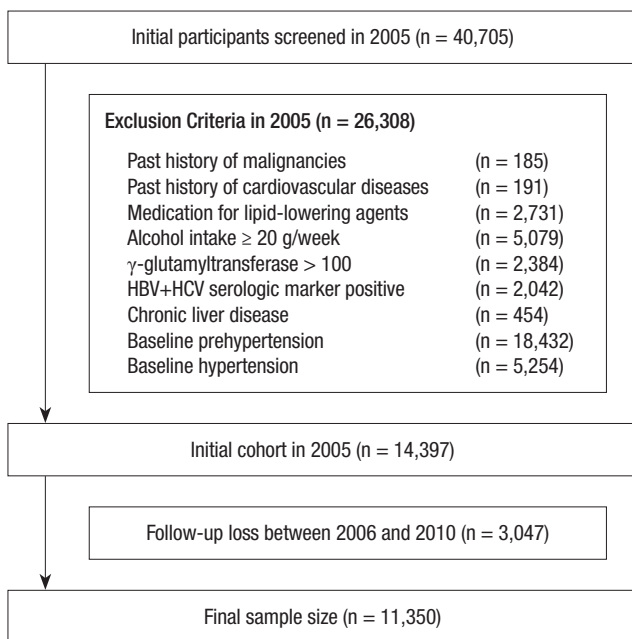 Initial participants screened in 2005 (n = 40,705)
Exclusion Criteria in 2005 (n = 26,308)
Past history of malignancies (n = 185)
Past history of cardiovascular diseases (n = 191)
Medication for lipid-lowering agents (n = 2,731)
Alcohol intake ≥ 20 g/week (n = 5,079)
γ-glutamyltransferase > 100 (n = 2,384)
HBV+HCV serologic marker positive (n = 2,042)
Chronic liver disease (n = 454)
Baseline prehypertension (n = 18,432)
Baseline hypertension (n = 5,254)
Initial cohort in 2005 (n = 14,397)
Follow-up loss between 2006 and 2010 (n = 3,047)
Final sample size (n = 11,350)